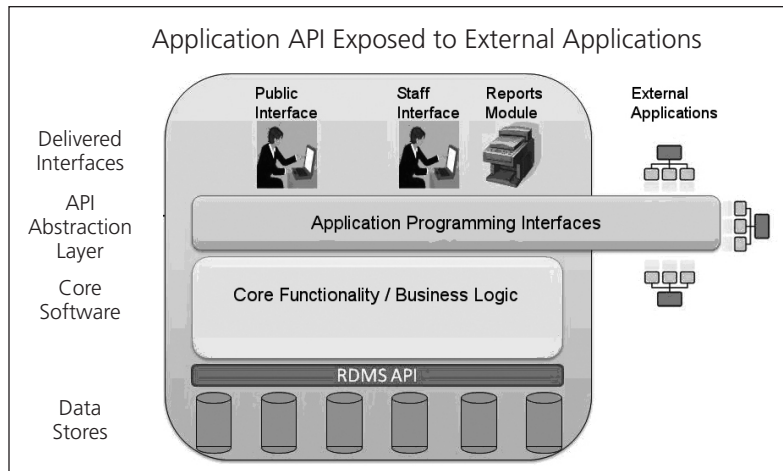 Application API Exposed to External Applications
Public
Interface
Staff
Interface
Reports
Module
External
Applications
Delivered
Interfaces
API
Abstraction
Layer
Application Programming Interfaces
Core
Software
Core Functionality / Business Logic
RDMS API
Data
Stores